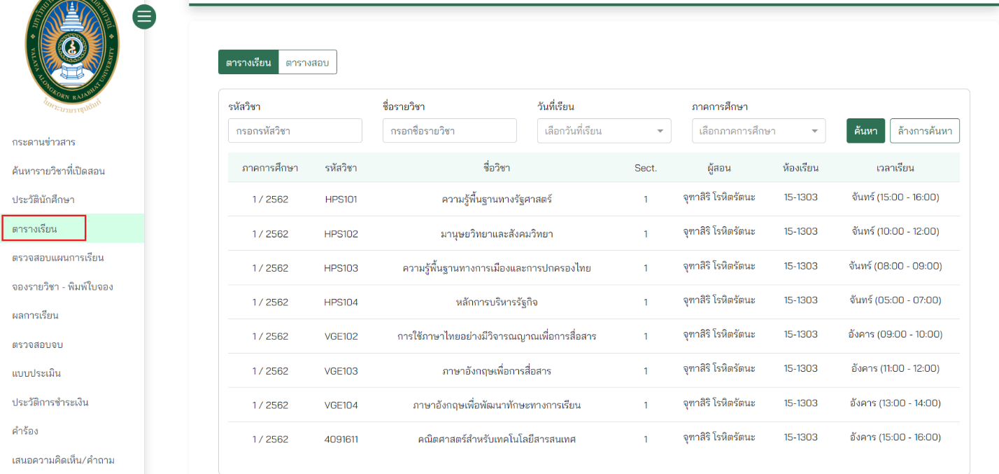 VALAYA ALONGKORN RAJABHAT UNIVERSITY
ในพระบรมราชูปถัมภ์
กระดานข่าวสาร
ค้นหารายวิชาที่เปิดสอน
ประวัตินักศึกษา
ตารางเรียน
ตรวจสอบแผนการเรียน
จองรายวิชา - พิมพ์ใบจอง
ผลการเรียน
ตรวจสอบจบ
แบบประเมิน
ประวัติการชำระเงิน
คำร้อง
เสนอความคิดเห็น/คำถาม
ตารางเรียน ตารางสอบ
รหัสวิชา ชื่อรายวิชา วันที่เรียน ภาคการศึกษา
กรอกรหัสวิชา กรอกชื่อรายวิชา เลือกวันที่เรียน เลือกภาคการศึกษา ค้นหา ล้างการค้นหา
ภาคการศึกษา รหัสวิชา ชื่อวิชา Sect. ผู้สอน ห้องเรียน เวลาเรียน
1 / 2562 HPS101 ความรู้พื้นฐานทางรัฐศาสตร์ 1 จุฑาสิริ โรหิตรัตนะ 15-1303 จันทร์ (15:00 - 16:00)
1 / 2562 HPS102 มานุษยวิทยาและสังคมวิทยา 1 จุฑาสิริ โรหิตรัตนะ 15-1303 จันทร์ (10:00 - 12:00)
1 / 2562 HPS103 ความรู้พื้นฐานทางการเมืองและการปกครองไทย 1 จุฑาสิริ โรหิตรัตนะ 15-1303 จันทร์ (08:00 - 09:00)
1 / 2562 HPS104 หลักการบริหารรัฐกิจ 1 จุฑาสิริ โรหิตรัตนะ 15-1303 จันทร์ (05:00 - 07:00)
1 / 2562 VGE102 การใช้ภาษาไทยอย่างมีวิจารณญาณเพื่อการสื่อสาร 1 จุฑาสิริ โรหิตรัตนะ 15-1303 อังคาร (09:00 - 10:00)
1 / 2562 VGE103 ภาษาอังกฤษเพื่อการสื่อสาร 1 จุฑาสิริ โรหิตรัตนะ 15-1303 อังคาร (11:00 - 12:00)
1 / 2562 VGE104 ภาษาอังกฤษเพื่อพัฒนาทักษะทางการเรียน 1 จุฑาสิริ โรหิตรัตนะ 15-1303 อังคาร (13:00 - 14:00)
1 / 2562 4091611 คณิตศาสตร์สำหรับเทคโนโลยีสารสนเทศ 1 จุฑาสิริ โรหิตรัตนะ 15-1303 อังคาร (15:00 - 16:00)